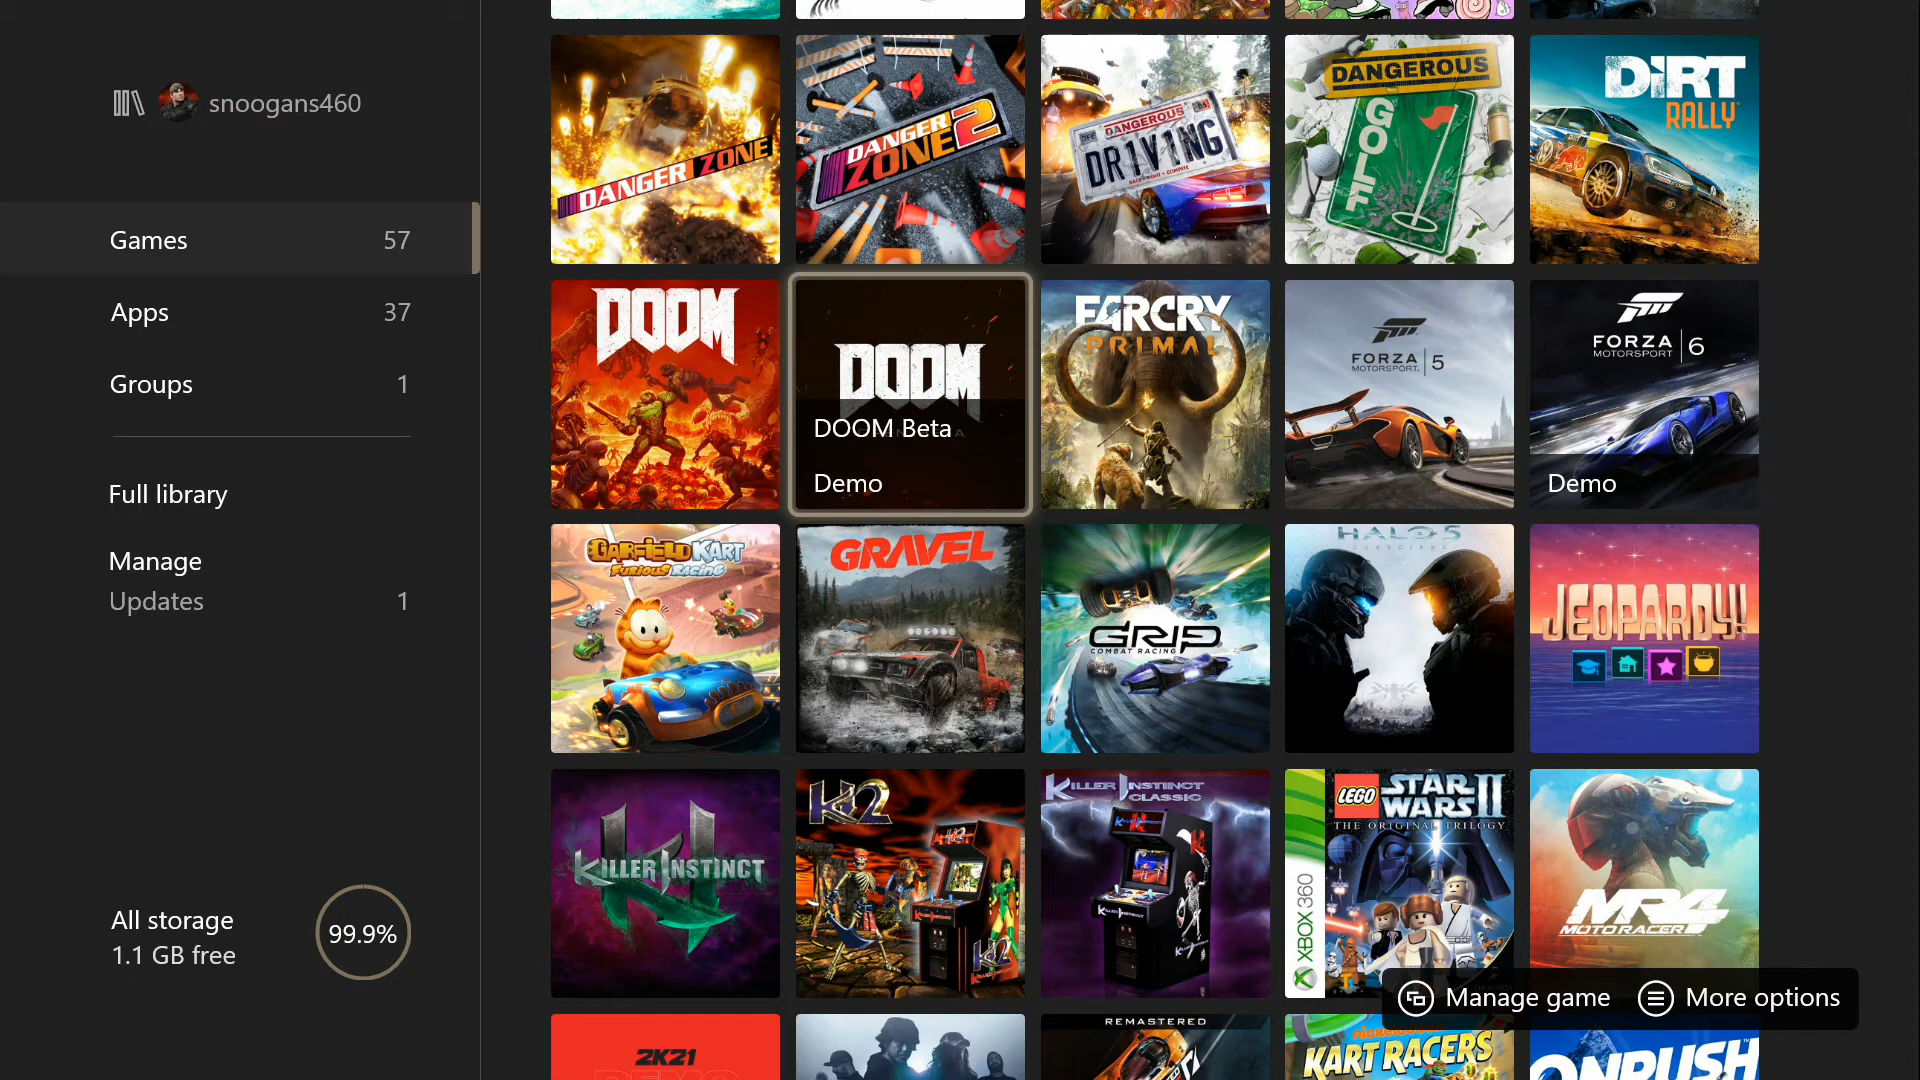 snoogans460
Games 57
Apps 37
Groups 1
Full library
Manage
Updates 1
All storage
1.1 GB free
99.9%
DANGER ZONE
DANGER
ZONE 2
DANGEROUS
DR1V1NG
DANGEROUS
GOLF
DiRT
RALLY
DOOM
DOOM
DOOM Beta
Demo
FARCRY
PRIMAL
FORZA
MOTORSPORT. 5
FORZA
MOTORSPORT 6
Demo
GARFIELD KART
FURIOUS RACING
GRAVEL
GRIP
COMBAT RACING
HALO 5
GUARDIANS
JEOPARDY!
KILLER INSTINCT
KI2
KILLER INSTINCT
CLASSIC
LEGO STAR
WARS II
THE ORIGINAL TRILOGY
XBOX 360
MR4
MOTORACER 4
2K21
DEMO
REMASTERED
nickelodeon
KART RACERS
ONRUSH
Manage game
More options